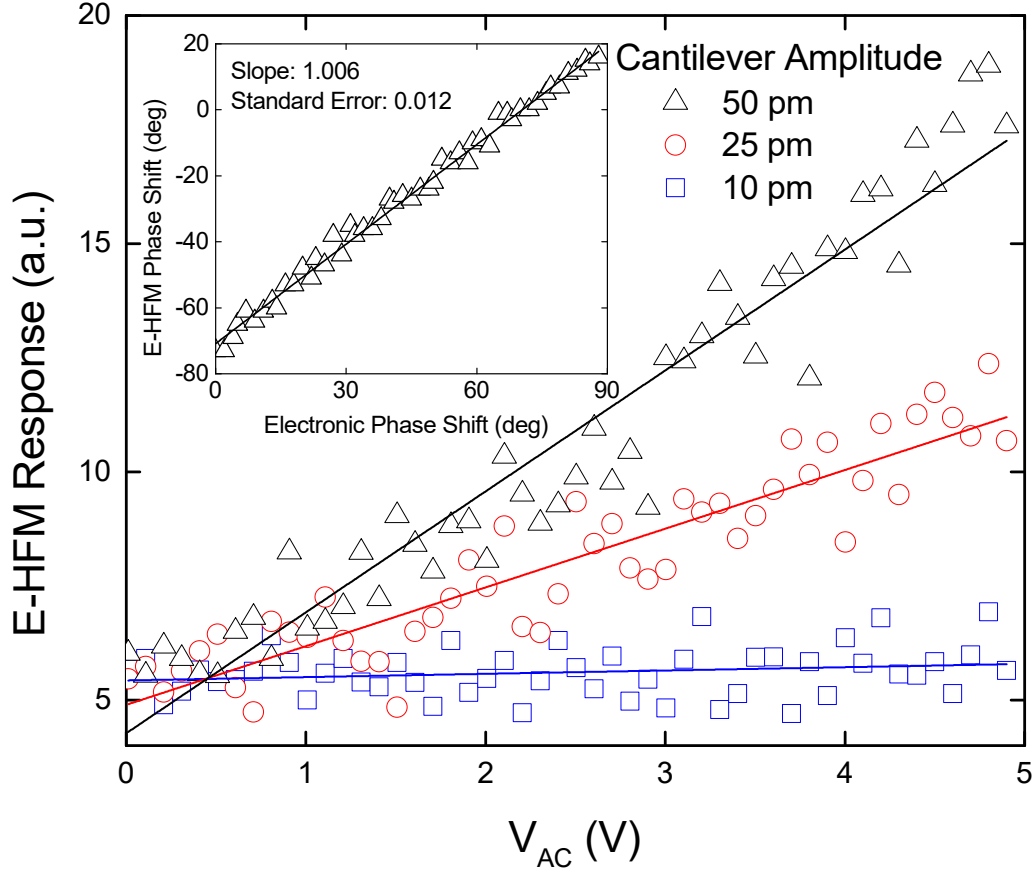 20
15
10
5
E-HFM Response (a.u.)
0
1
2
3
4
5
V_AC (V)
Cantilever Amplitude
50 pm
25 pm
10 pm
Slope: 1.006
Standard Error: 0.012
20
0
-20
-40
-60
-80
E-HFM Phase Shift (deg)
0
30
60
90
Electronic Phase Shift (deg)